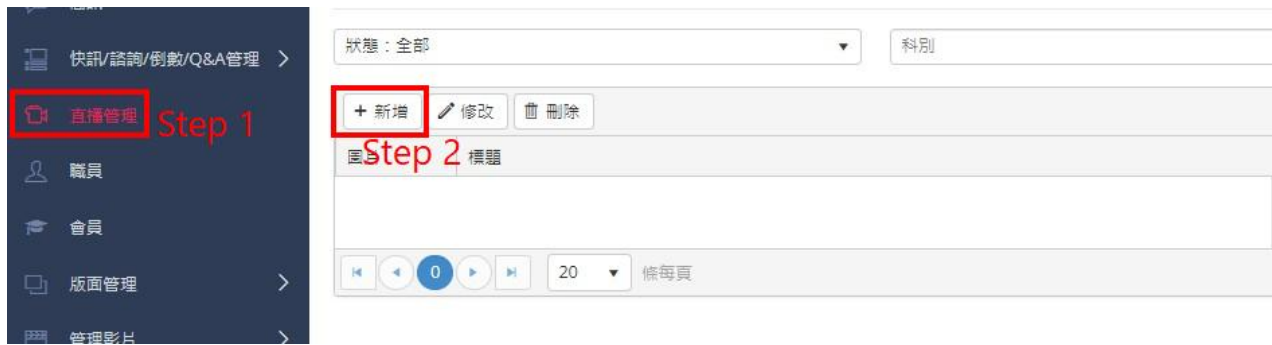 快訊/諮詢/倒數/Q&A管理
直播管理
Step 1
職員
會員
版面管理
管理影片
狀態：全部
科別
新增
修改
刪除
Step 2
標題
0
20
條每頁